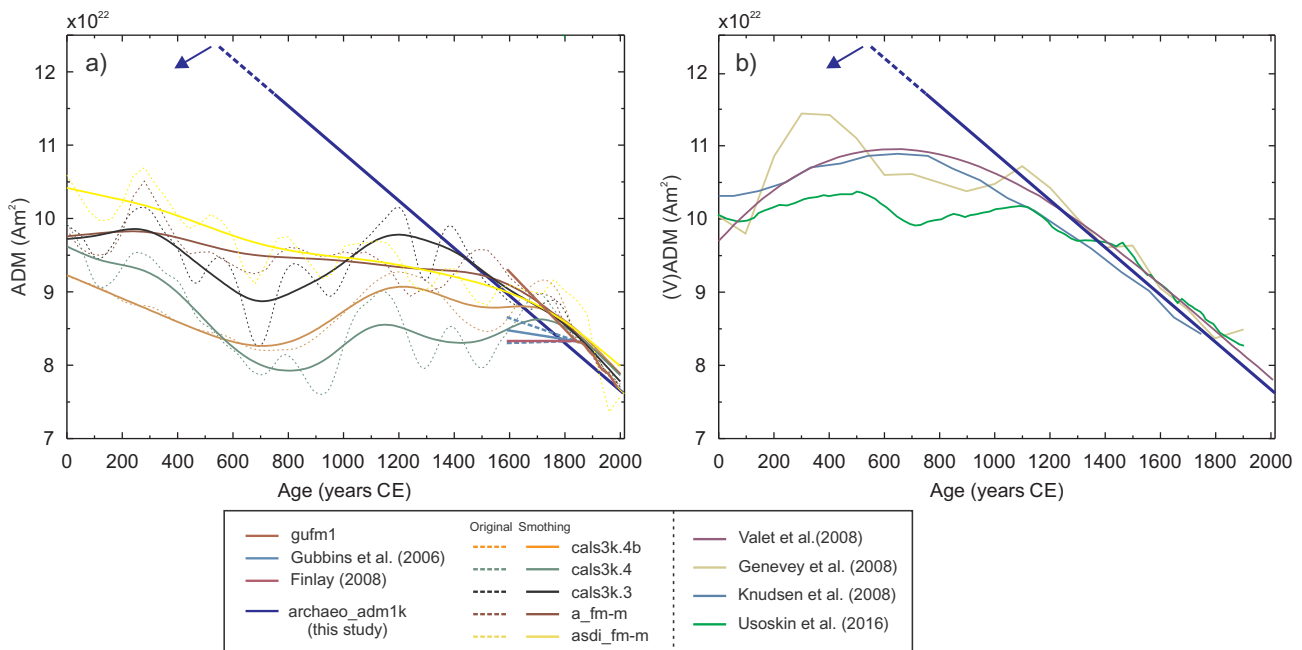 x10²²
a)
12
11
10
9
8
7
ADM (Am²)
0 200 400 600 800 1000 1200 1400 1600 1800 2000
Age (years CE)
x10²²
b)
12
11
10
9
8
7
(V)ADM (Am²)
0 200 400 600 800 1000 1200 1400 1600 1800 2000
Age (years CE)
gufm1
Gubbins et al. (2006)
Finlay (2008)
archaeo_adm1k
(this study)
Original Smothing
cals3k.4b
cals3k.4
cals3k.3
a_fm-m
asdi_fm-m
Valet et al.(2008)
Genevey et al. (2008)
Knudsen et al. (2008)
Usoskin et al. (2016)